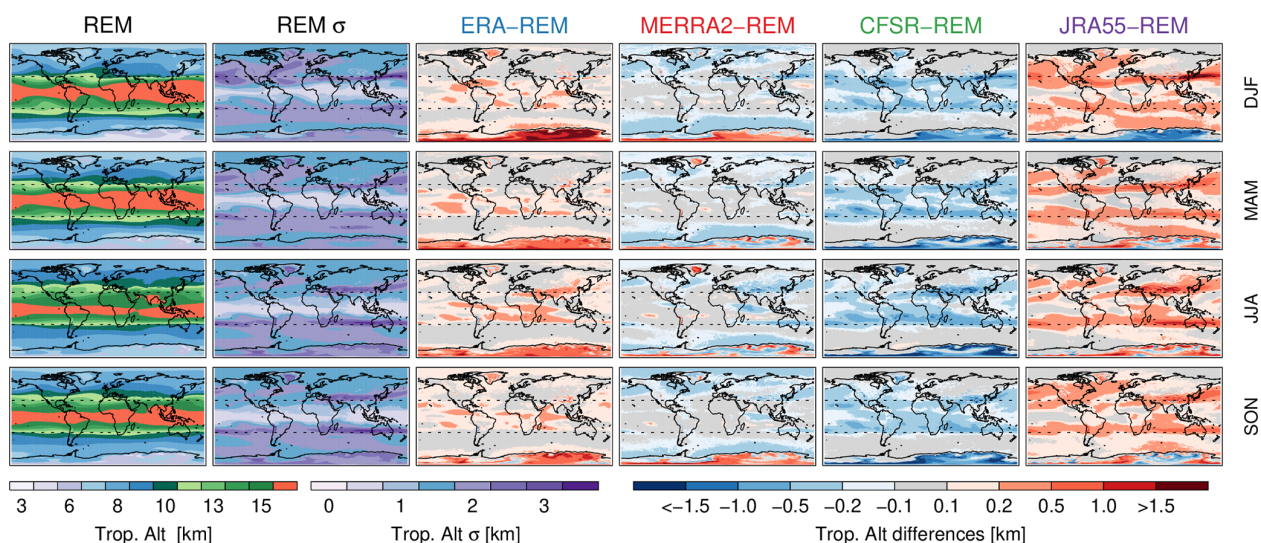 REM REM σ ERA−REM MERRA2−REM CFSR−REM JRA55−REM
DJF
MAM
JJA
SON
3 6 8 10 13 15 0 1 2 3 <−1.5 −1.0 −0.5 −0.2 −0.1 0.1 0.2 0.5 1.0 >1.5
Trop. Alt [km] Trop. Alt σ [km] Trop. Alt differences [km]